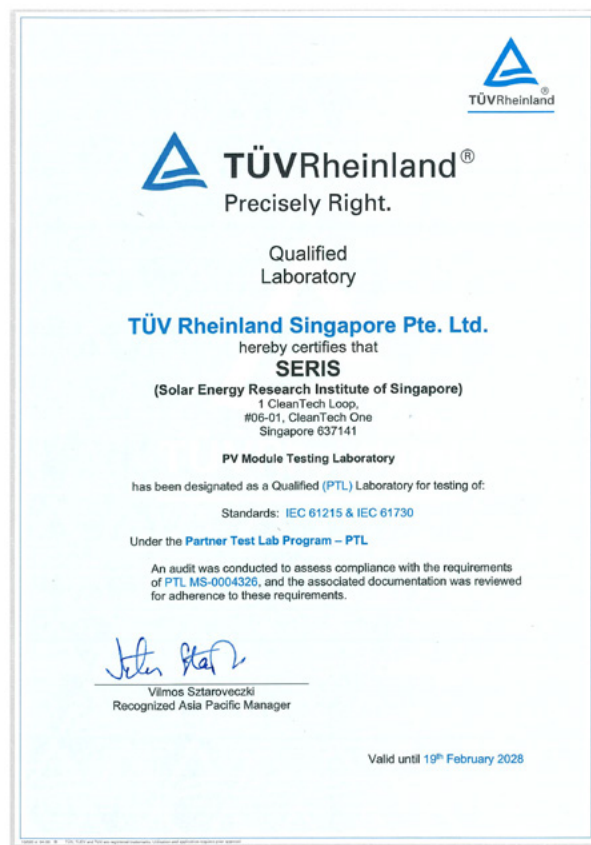 TÜVRheinland®
TÜVRheinland®
Precisely Right.
Qualified
Laboratory
TÜV Rheinland Singapore Pte. Ltd.
hereby certifies that
SERIS
(Solar Energy Research Institute of Singapore)
1 CleanTech Loop,
#06-01, CleanTech One
Singapore 637141
PV Module Testing Laboratory
has been designated as a Qualified (PTL) Laboratory for testing of:
Standards: IEC 61215 & IEC 61730
Under the Partner Test Lab Program – PTL
An audit was conducted to assess compliance with the requirements
of PTL MS-0004326, and the associated documentation was reviewed
for adherence to these requirements.
Vilmos Sztaroveczki
Recognized Asia Pacific Manager
Valid until 19th February 2028